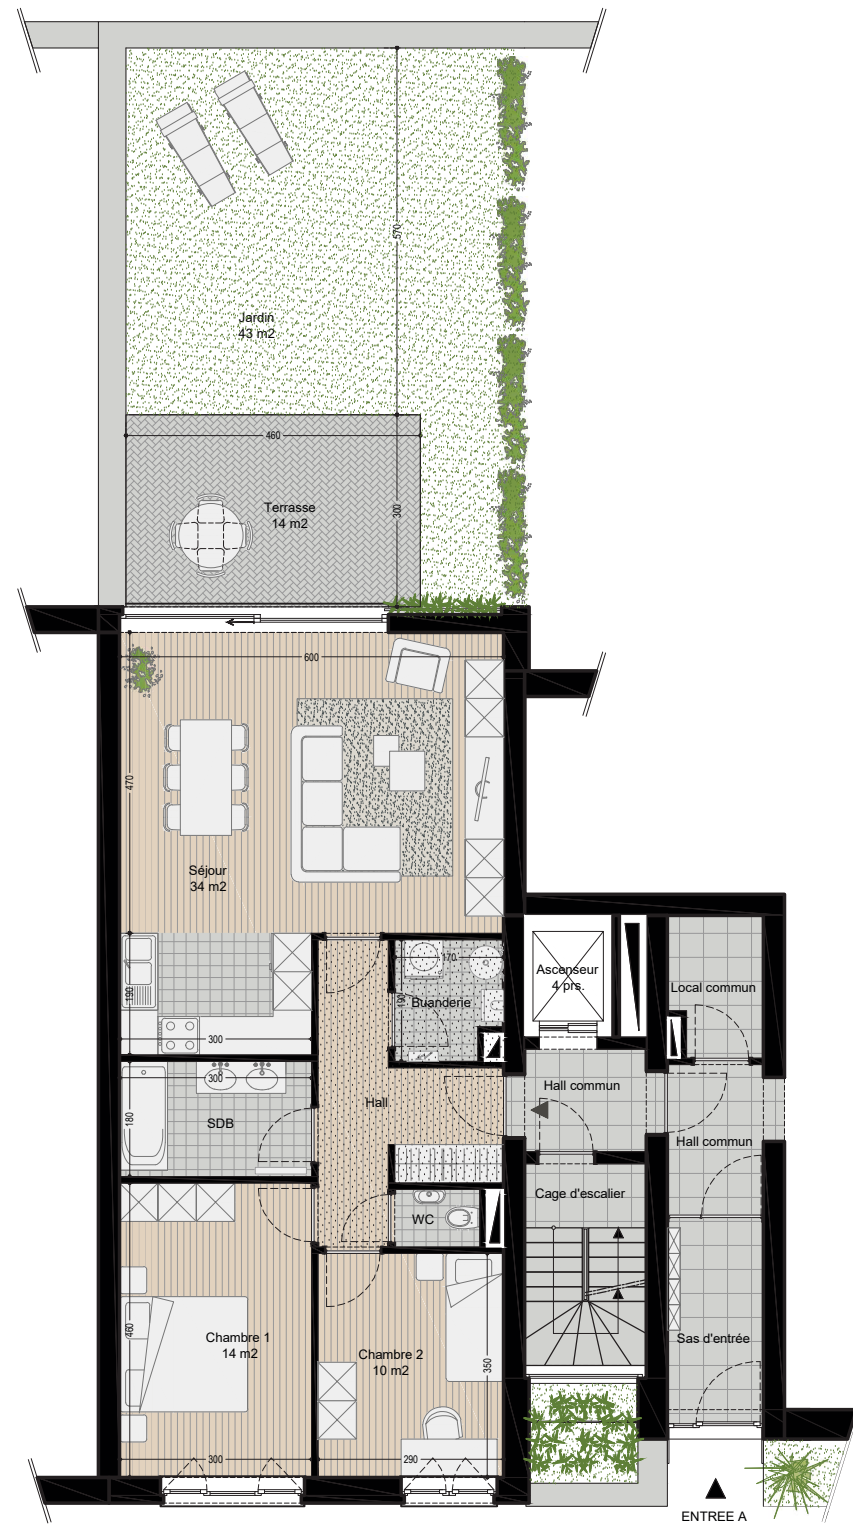 570
Jardin
43 m2
460
Terrasse
14 m2
300
600
470
Séjour
34 m2
170
Ascenseur
4 prs.
Local commun
190
190
Buanderie
300
300
Hall commun
180
SDB
Hall
Hall commun
Cage d'escalier
WC
460
Chambre 1
14 m2
Chambre 2
10 m2
350
Sas d'entrée
300
290
ENTREE A